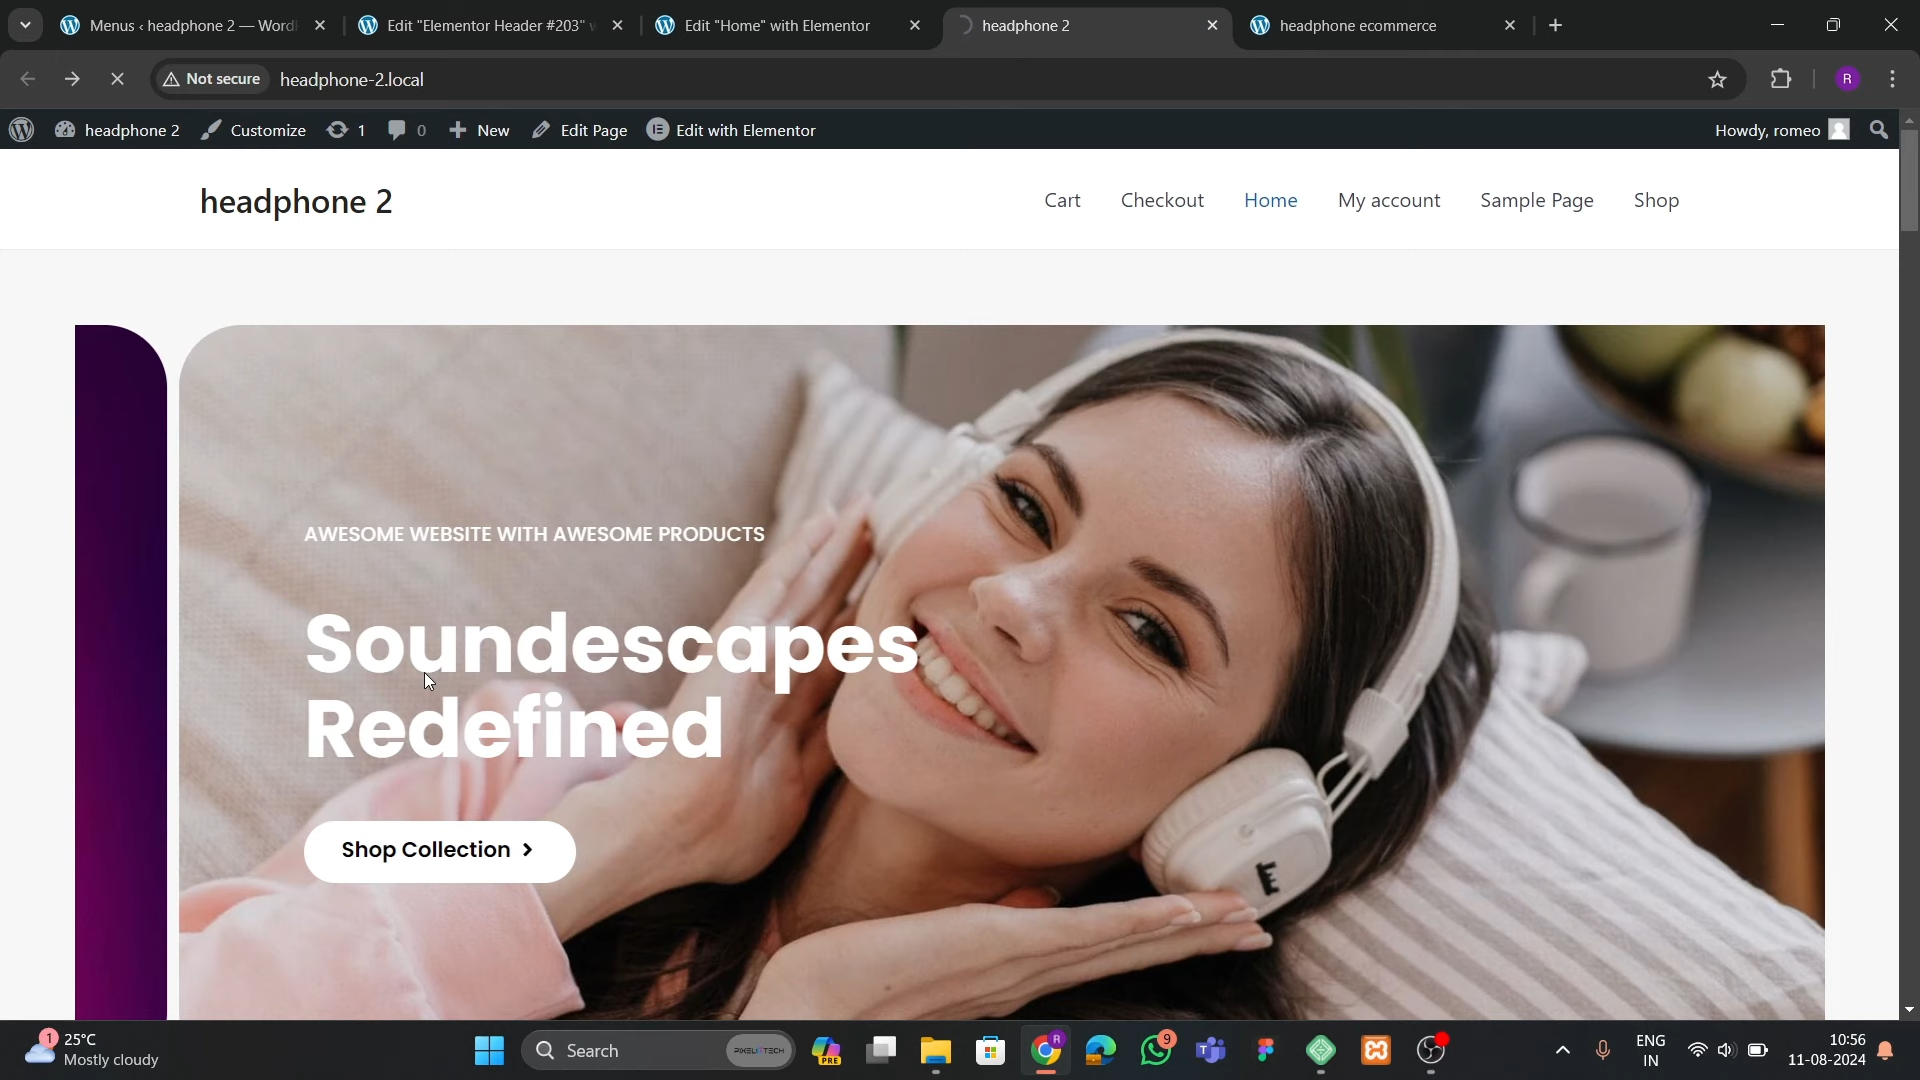 Menus ‹ headphone 2 — Word
Edit "Elementor Header #203" w
Edit "Home" with Elementor
headphone 2
headphone ecommerce
Not secure
headphone-2.local
R
headphone 2
Customize
1
0
New
Edit Page
Edit with Elementor
Howdy, romeo
headphone 2
Cart
Checkout
Home
My account
Sample Page
Shop
AWESOME WEBSITE WITH AWESOME PRODUCTS
Soundescapes
Redefined
Shop Collection
1
25°C
Mostly cloudy
Search
PRE
R
9
ENG
IN
10:56
11-08-2024